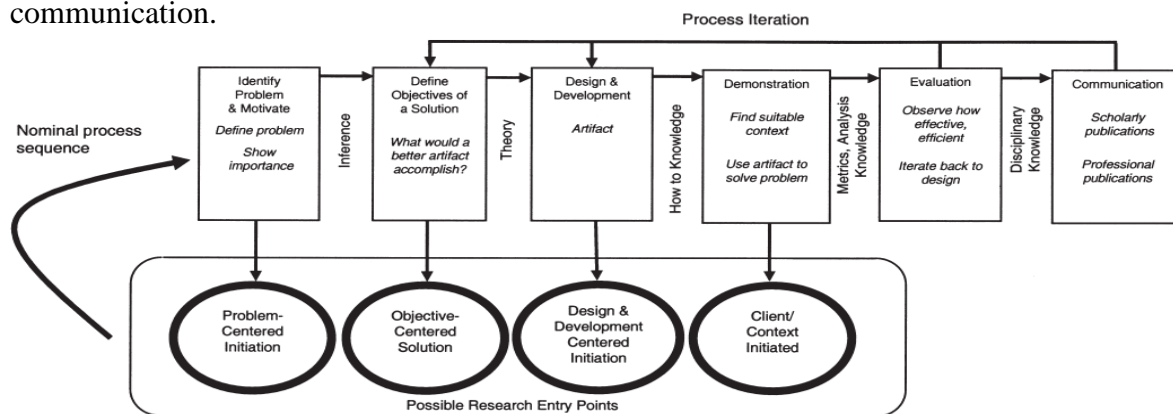 communication.
Process Iteration
Nominal process
sequence
Identify
Problem
& Motivate
Define problem
Show
importance
Inference
Define
Objectives of
a Solution
What would a
better artifact
accomplish?
Theory
Design &
Development
Artifact
How to Knowledge
Demonstration
Find suitable
context
Use artifact to
solve problem
Metrics, Analysis
Knowledge
Evaluation
Observe how
effective,
efficient
Iterate back to
design
Disciplinary
Knowledge
Communication
Scholarly
publications
Professional
publications
Problem-
Centered
Initiation
Objective-
Centered
Solution
Design &
Development
Centered
Initiation
Client/
Context
Initiated
Possible Research Entry Points